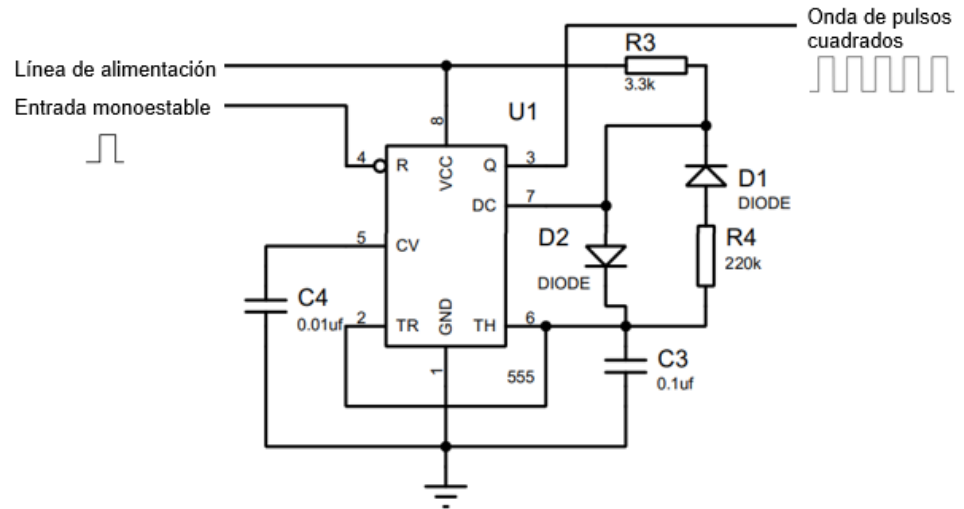 Onda de pulsos
cuadrados
Línea de alimentación
R3
3.3k
Entrada monoestable
U1
8
4
R
VCC
Q
3
DC
7
D1
DIODE
5
CV
D2
DIODE
R4
220k
C4
0.01uf
2
TR
GND
TH
6
1
555
C3
0.1uf